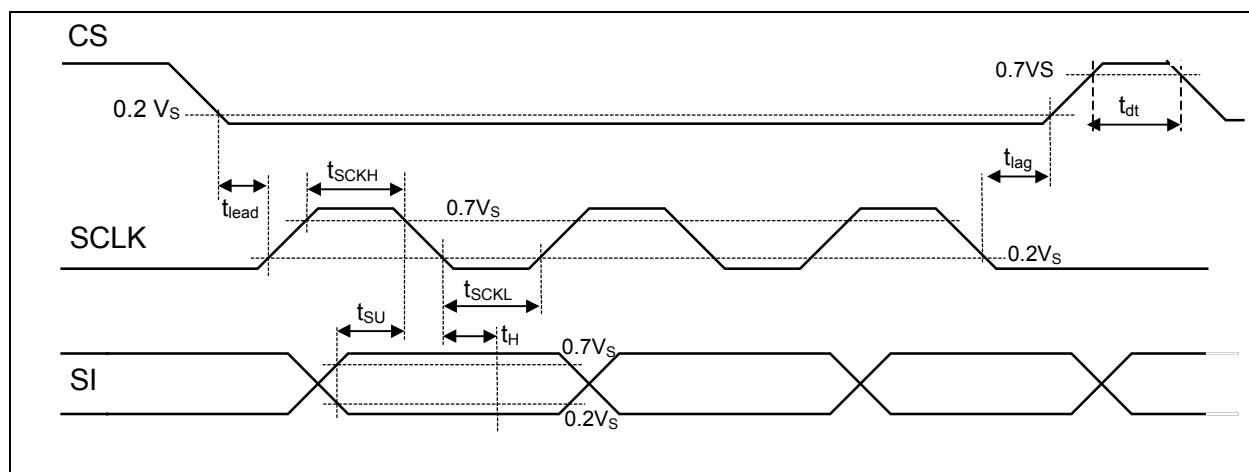 CS
0.7VS
0.2 VS
tdt
tSCKH
tlag
tlead
0.7VS
SCLK
0.2VS
tSCKL
tSU
tH
0.7VS
SI
0.2VS